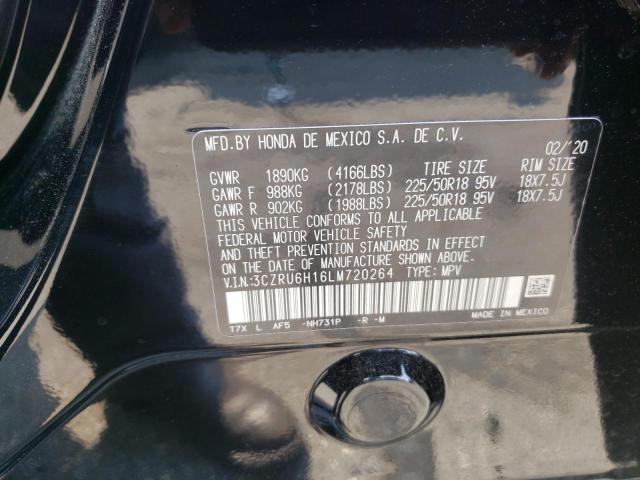 MFD.BY HONDA DE MEXICO S.A. DE C.V.
02/'20
GVWR 1890KG (4166LBS) TIRE SIZE RIM SIZE
GAWR F 988KG (2178LBS) 225/50R18 95V 18X7.5J
GAWR R 902KG (1988LBS) 225/50R18 95V 18X7.5J
THIS VEHICLE CONFORMS TO ALL APPLICABLE
FEDERAL MOTOR VEHICLE SAFETY
AND THEFT PREVENTION STANDARDS IN EFFECT
ON THE DATE OF MANUFACTURE SHOWN ABOVE.
V.I.N:3CZRU6H16LM720264 TYPE: MPV
T7X L AF5 -NH731P -R -M MADE IN MEXICO